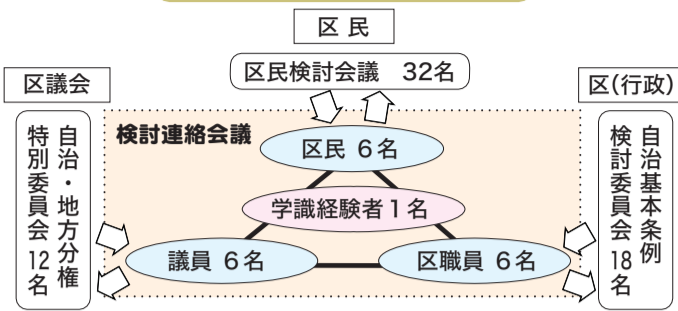 区 民
区民検討会議 32名
区議会
区(行政)
検討連絡会議
区民 6名
学識経験者1名
議員 6名
区職員 6名
自治・地方分権
特別委員会 12名
自治基本条例
検討委員会 18名